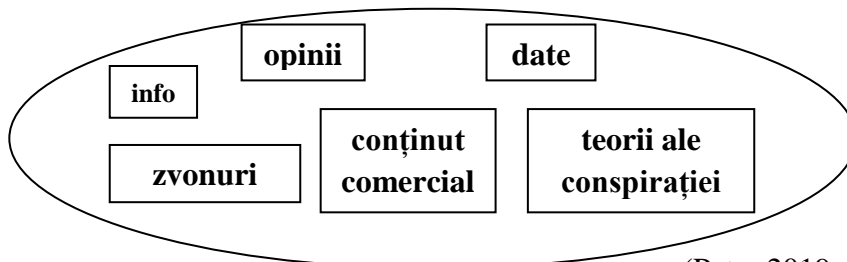 opinii
date
info
conținut
comercial
teorii ale
conspirației
zvonuri